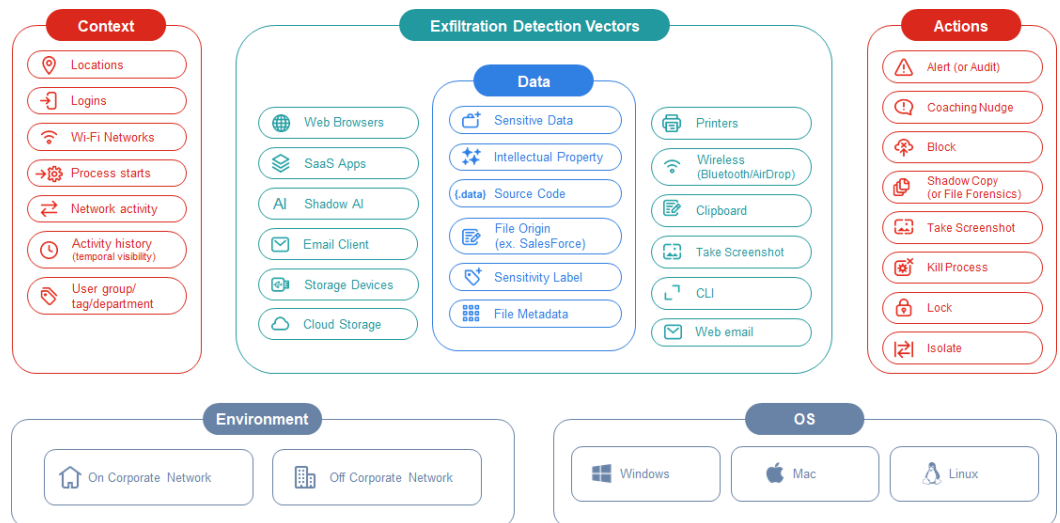 Context
Locations
Logins
Wi-Fi Networks
Process starts
Network activity
Activity history
(temporal visibility)
User group/
tag/department
Exfiltration Detection Vectors
Web Browsers
SaaS Apps
AI Shadow AI
Email Client
Storage Devices
Cloud Storage
Data
Sensitive Data
Intellectual Property
{.data} Source Code
File Origin
(ex. SalesForce)
Sensitivity Label
File Metadata
Printers
Wireless
(Bluetooth/AirDrop)
Clipboard
Take Screenshot
CLI
Web email
Actions
Alert (or Audit)
Coaching Nudge
Block
Shadow Copy
(or File Forensics)
Take Screenshot
Kill Process
Lock
Isolate
Environment
On Corporate Network
Off Corporate Network
OS
Windows
Mac
Linux